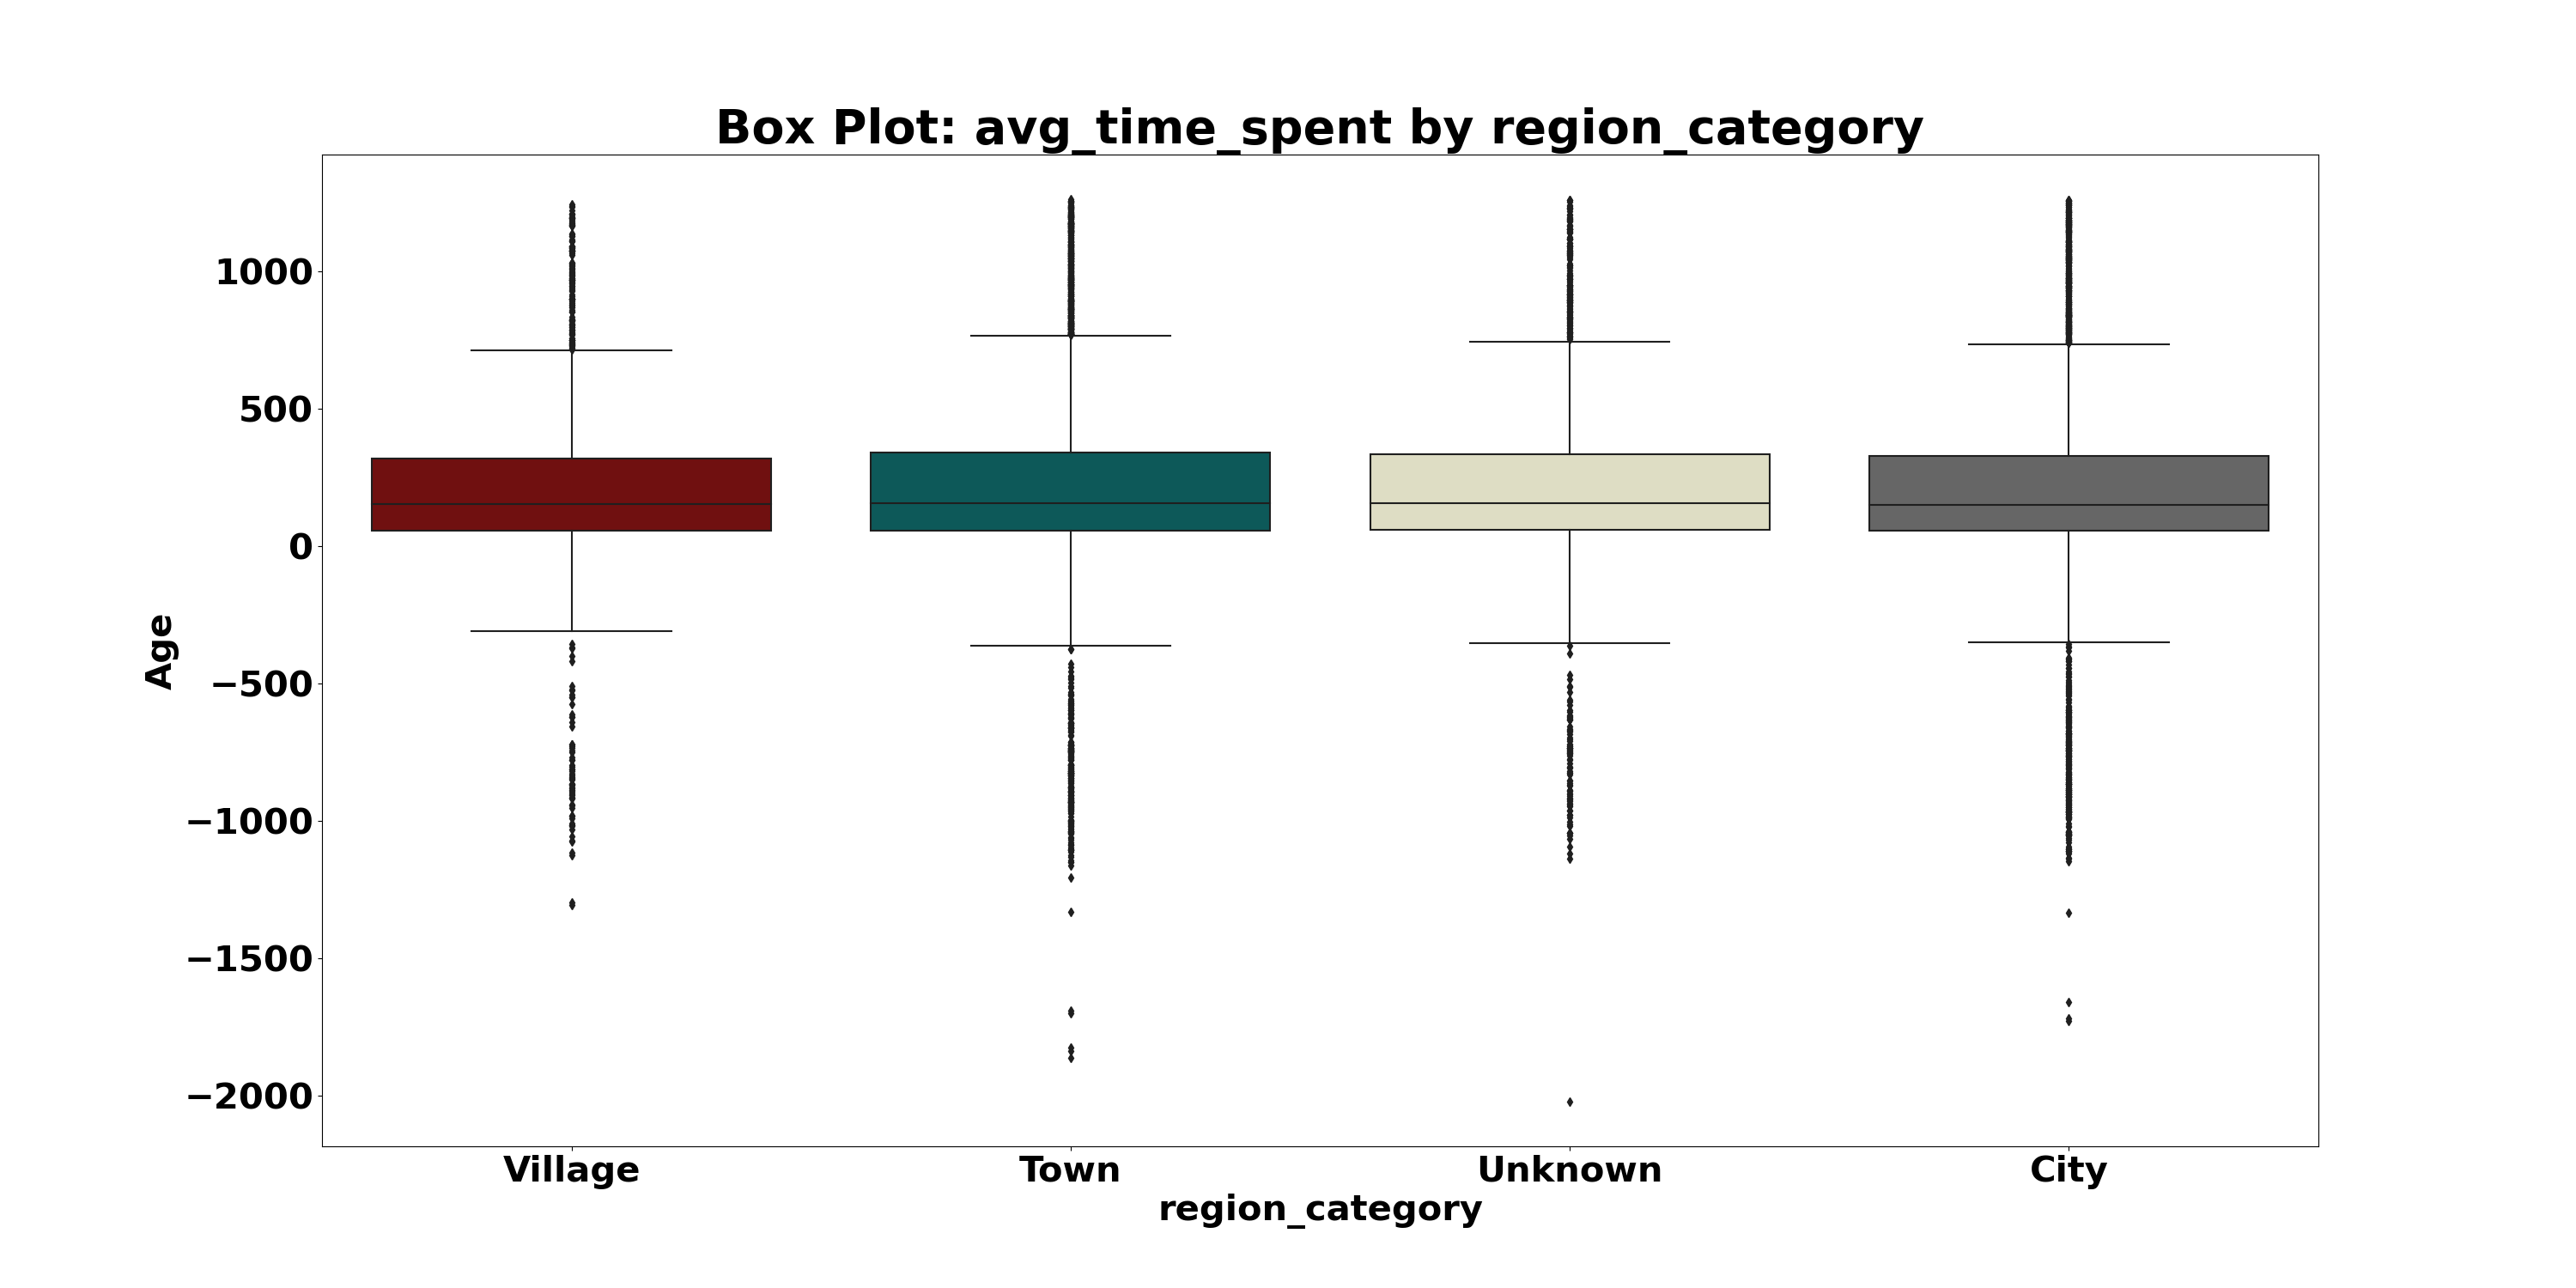 Box Plot: avg_time_spent by region_category
1000
500
0
−500
−1000
−1500
−2000
Age
Village Town Unknown City
region_category